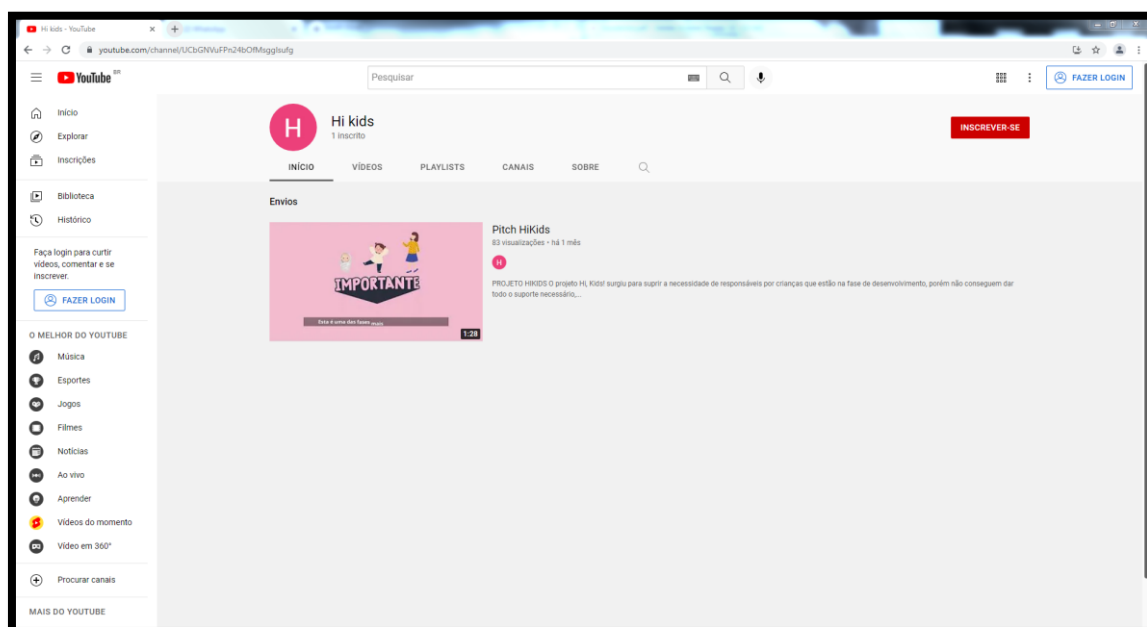 Hi kids - YouTube
youtube.com/channel/UCbGNVuFPn24bOfMsgglsufg
YouTube BR
Pesquisar
FAZER LOGIN
Início
Explorar
Inscrições
Biblioteca
Histórico
Faça login para curtir
vídeos, comentar e se
inscrever.
FAZER LOGIN
O MELHOR DO YOUTUBE
Música
Esportes
Jogos
Filmes
Notícias
Ao vivo
Aprender
Vídeos do momento
Vídeo em 360°
Procurar canais
MAIS DO YOUTUBE
H
Hi kids
1 inscrito
INSCREVER-SE
INÍCIO VÍDEOS PLAYLISTS CANAIS SOBRE
Envios
IMPORTANTE
Esta é uma das fases mais
1:28
Pitch HiKids
83 visualizações • há 1 mês
H
PROJETO HIKIDS O projeto Hi, Kids! surgiu para suprir a necessidade de responsáveis por crianças que estão na fase de desenvolvimento, porém não conseguem dar
todo o suporte necessário,...